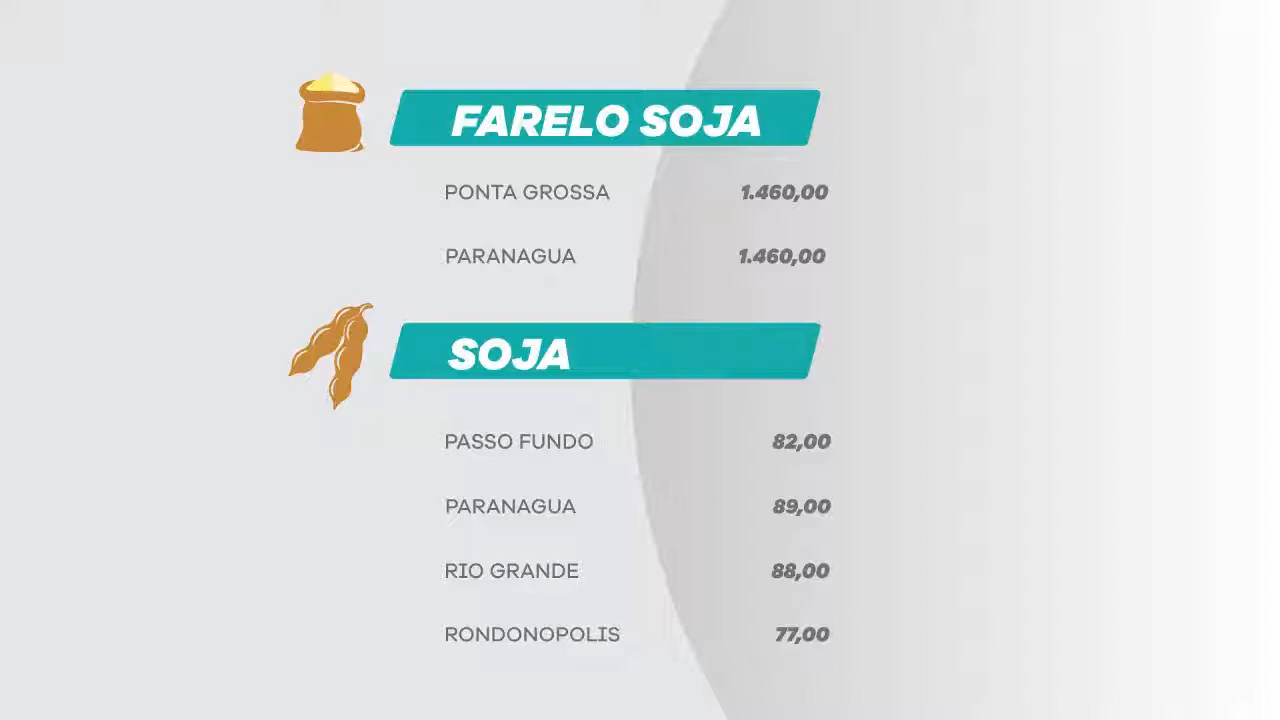 FARELO SOJA
PONTA GROSSA 1.460,00
PARANAGUA 1.460,00
SOJA
PASSO FUNDO 82,00
PARANAGUA 89,00
RIO GRANDE 88,00
RONDONOPOLIS 77,00